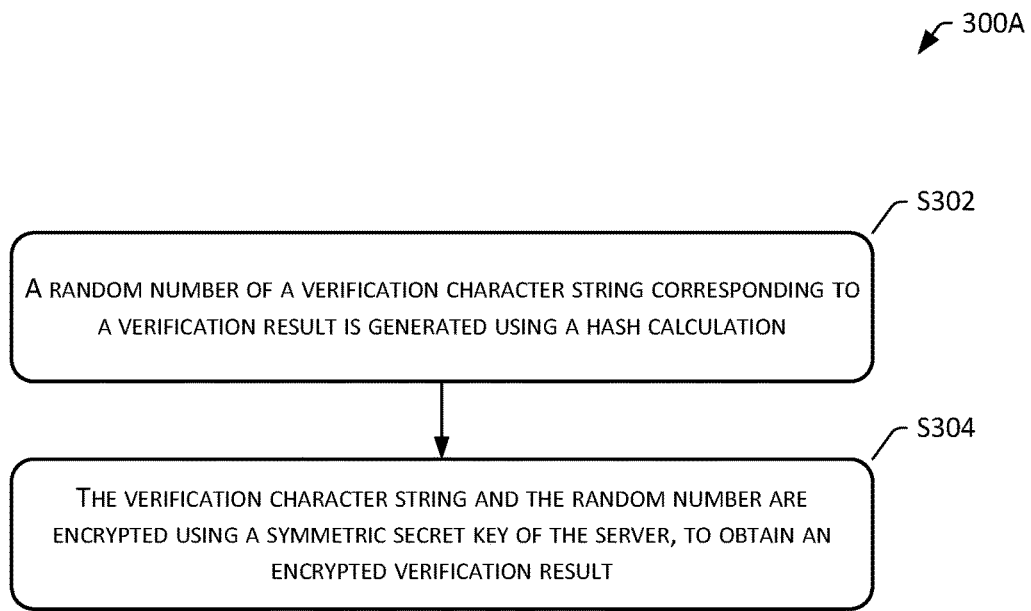 300A
S302
A RANDOM NUMBER OF A VERIFICATION CHARACTER STRING CORRESPONDING TO
A VERIFICATION RESULT IS GENERATED USING A HASH CALCULATION
S304
THE VERIFICATION CHARACTER STRING AND THE RANDOM NUMBER ARE
ENCRYPTED USING A SYMMETRIC SECRET KEY OF THE SERVER, TO OBTAIN AN
ENCRYPTED VERIFICATION RESULT